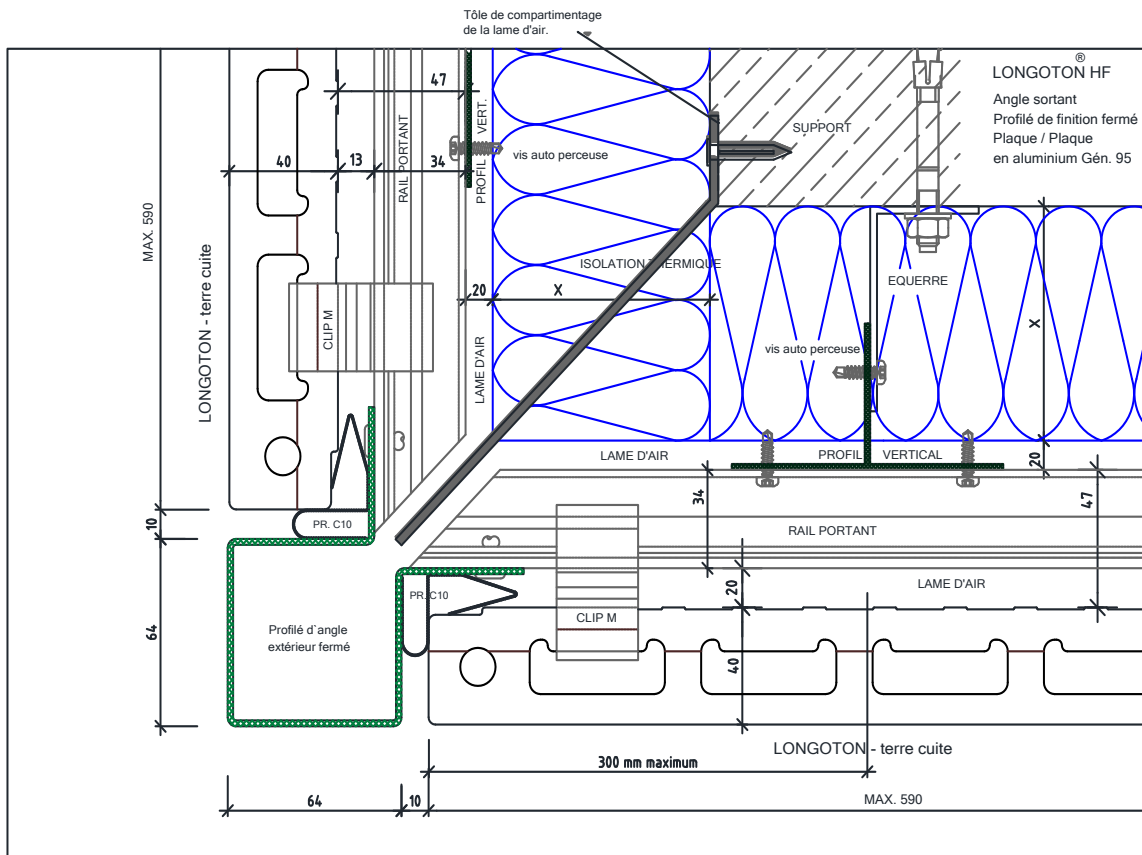 Tôle de compartimentage
de la lame d'air.
®
LONGOTON HF
Angle sortant
Profilé de finition fermé
Plaque / Plaque
en aluminium Gén. 95
47
40
13
34
RAIL PORTANT
PROFIL VERT.
vis auto perceuse
SUPPORT
MAX. 590
LONGOTON - terre cuite
CLIP M
20
X
ISOLATION THERMIQUE
EQUERRE
X
LAME D'AIR
vis auto perceuse
LAME D'AIR
PROFIL VERTICAL
20
34
47
10
PR. C10
RAIL PORTANT
PR. C10
20
LAME D'AIR
CLIP M
64
Profilé d`angle
extérieur fermé
40
LONGOTON - terre cuite
300 mm maximum
64
10
MAX. 590